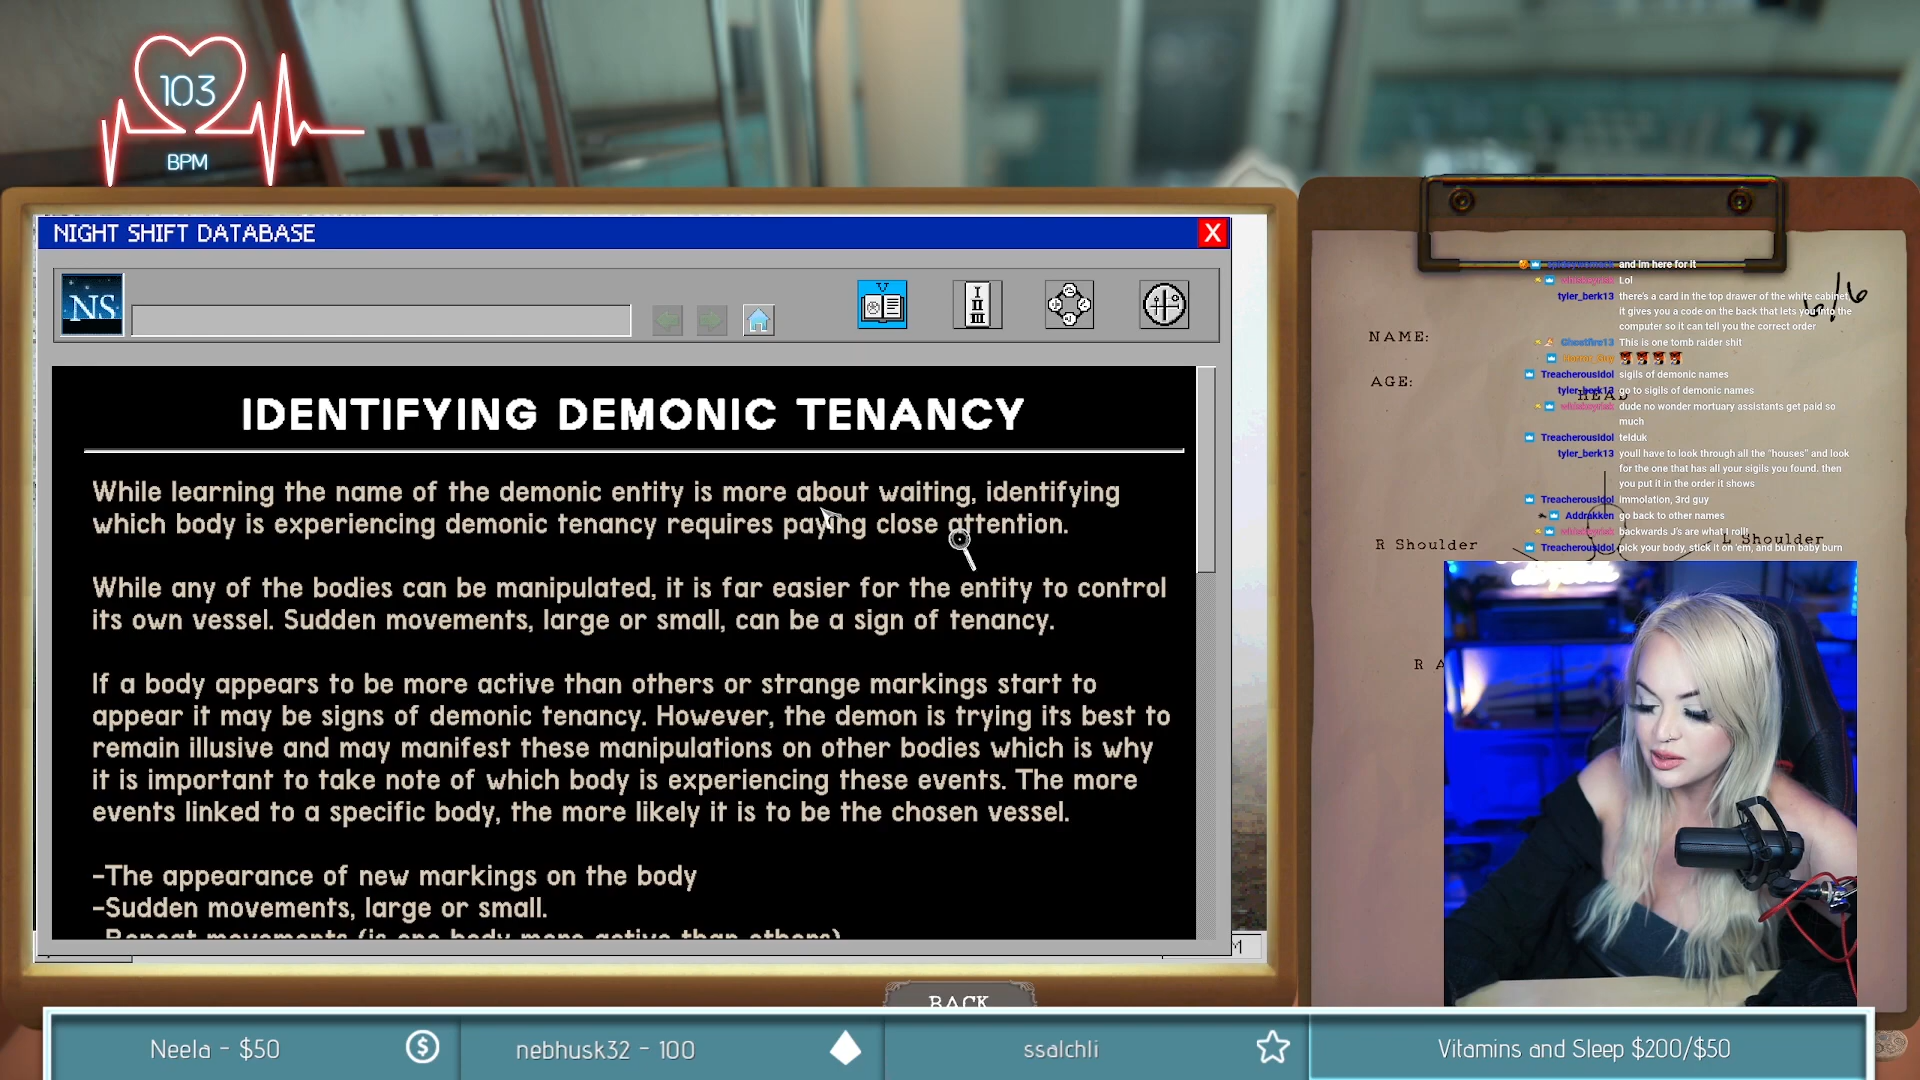 103
BPM
NIGHT SHIFT DATABASE
X
NS
IDENTIFYING DEMONIC TENANCY
While learning the name of the demonic entity is more about waiting, identifying
which body is experiencing demonic tenancy requires paying close attention.
While any of the bodies can be manipulated, it is far easier for the entity to control
its own vessel. Sudden movements, large or small, can be a sign of tenancy.
If a body appears to be more active than others or strange markings start to
appear it may be signs of demonic tenancy. However, the demon is trying its best to
remain illusive and may manifest these manipulations on other bodies which is why
it is important to take note of which body is experiencing these events. The more
events linked to a specific body, the more likely it is to be the chosen vessel.
-The appearance of new markings on the body
-Sudden movements, large or small.
-Repeat movements (is one body more active than others)
BACK
NAME:
AGE:
HEAD
R Shoulder
L Shoulder
R A
and im here for it
Lol
tyler_berk13 there's a card in the top drawer of the white cabinet
it gives you a code on the back that lets you into the
computer so it can tell you the correct order
Ghostfire13 This is one tomb raider shit
TreacherousIdol sigils of demonic names
tyler_berk13 go to sigils of demonic names
dude no wonder mortuary assistants get paid so
much
TreacherousIdol telduk
tyler_berk13 youll have to look through all the "houses" and look
for the one that has all your sigils you found. then
you put it in the order it shows
TreacherousIdol Immolation, 3rd guy
Addrakken go back to other names
backwards J's are what I roll!
TreacherousIdol pick your body, stick it on 'em, and burn baby burn
Neela - $50
nebhusk32 - 100
ssalchli
Vitamins and Sleep $200/$50